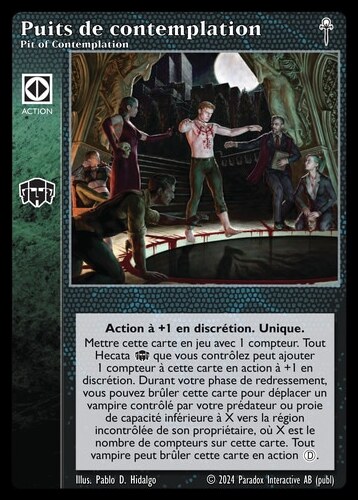 Puits de contemplation
Pit of Contemplation
ACTION
Action à +1 en discrétion. Unique.
Mettre cette carte en jeu avec 1 compteur. Tout
Hecata que vous contrôlez peut ajouter
1 compteur à cette carte en action à +1 en
discrétion. Durant votre phase de redressement,
vous pouvez brûler cette carte pour déplacer un
vampire contrôlé par votre prédateur ou proie
de capacité inférieure à X vers la région
incontrôlée de son propriétaire, où X est le
nombre de compteurs sur cette carte. Tout
vampire peut brûler cette carte en action Ⓓ.
Illus. Pablo D. Hidalgo
© 2024 Paradox Interactive AB (publ)